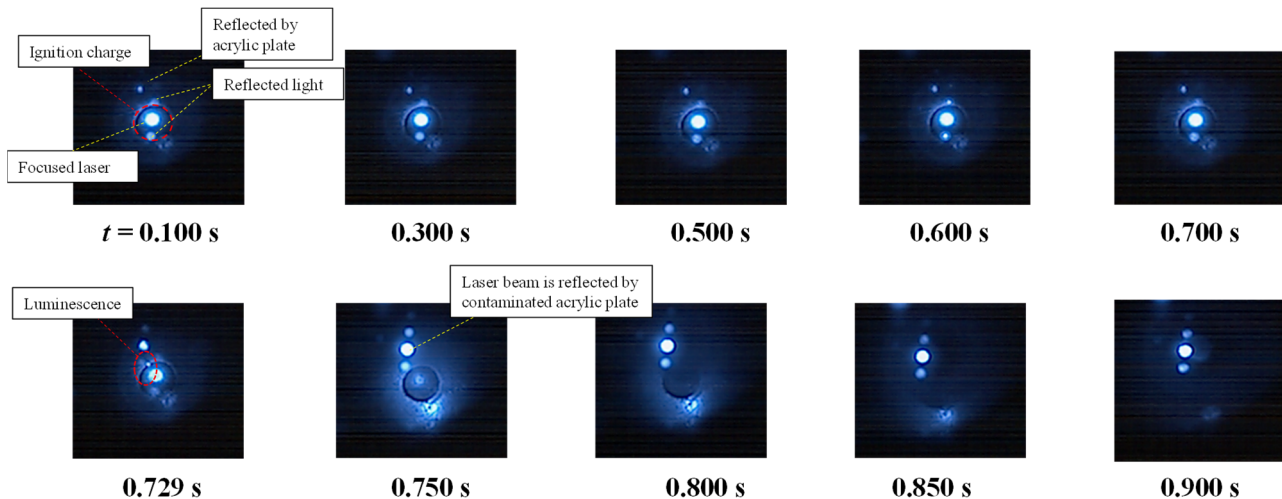 Reflected by
acrylic plate
Ignition charge
Reflected light
Focused laser
t = 0.100 s
0.300 s
0.500 s
0.600 s
0.700 s
Laser beam is reflected by
contaminated acrylic plate
Luminescence
0.729 s
0.750 s
0.800 s
0.850 s
0.900 s